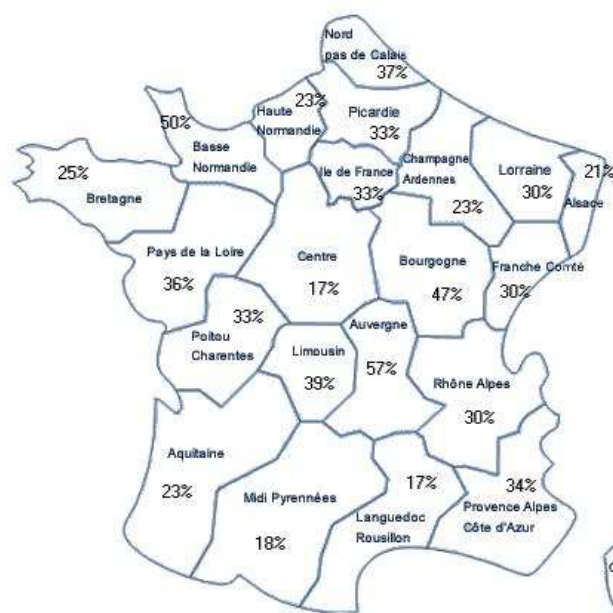 Nord
pas de Calais
37%
23%
Haute
Normandie
Picardie
33%
50%
Basse
Normandie
Ile de France
33%
Champagne
Ardennes
23%
Lorraine
30%
21%
Alsace
25%
Bretagne
Pays de la Loire
36%
Centre
17%
Bourgogne
47%
Franche Comté
30%
33%
Poitou
Charentes
Limousin
39%
Auvergne
57%
Rhône Alpes
30%
Aquitaine
23%
Midi Pyrennées
18%
17%
Languedoc
Rousillon
34%
Provence Alpes
Côte d'Azur